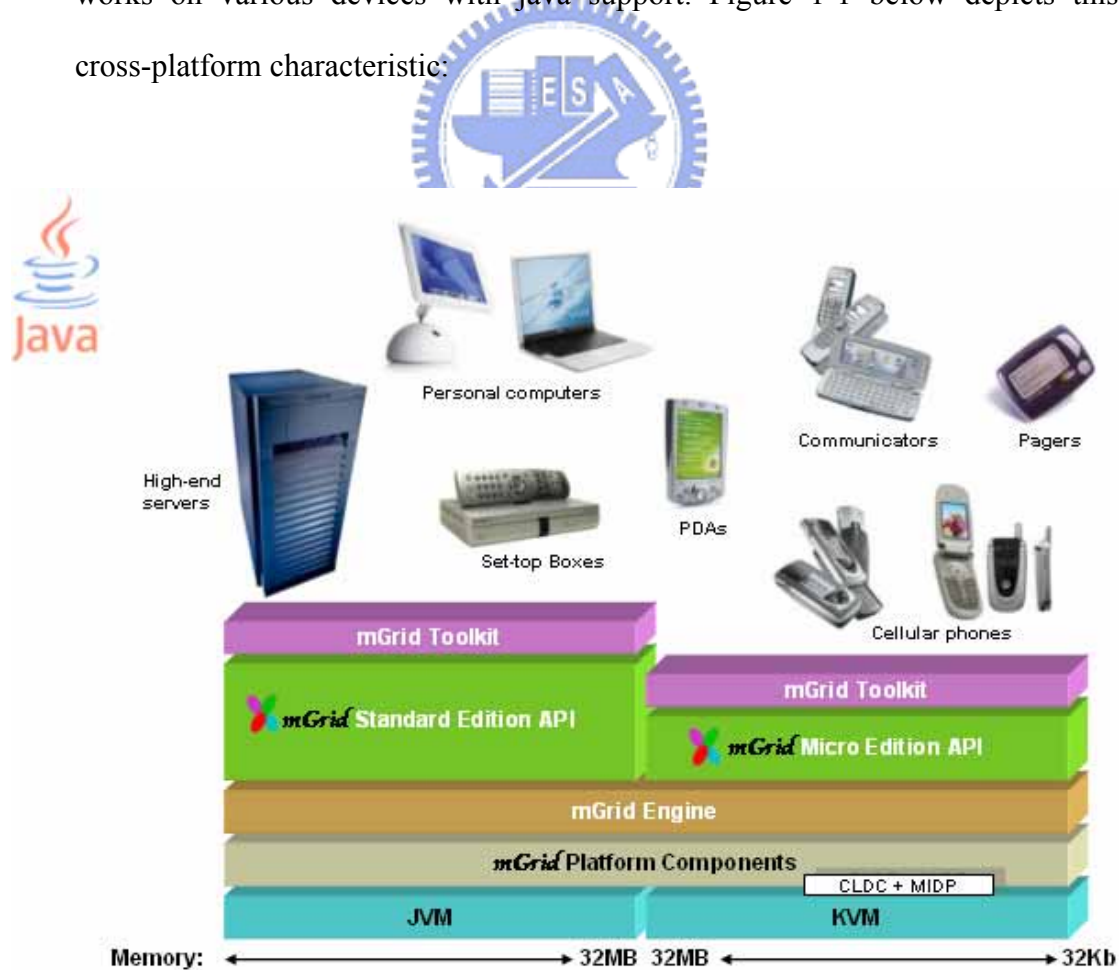 works on various devices with java support. Figure 1-1 below depicts this
cross-platform characteristic:
E S A
Java
Personal computers
Communicators
Pagers
High-end
servers
Set-top Boxes
PDAs
Cellular phones
mGrid Toolkit
mGrid Toolkit
mGrid Standard Edition API
mGrid Micro Edition API
mGrid Engine
mGrid Platform Components
CLDC + MIDP
JVM
KVM
Memory:
32MB
32MB
32Kb